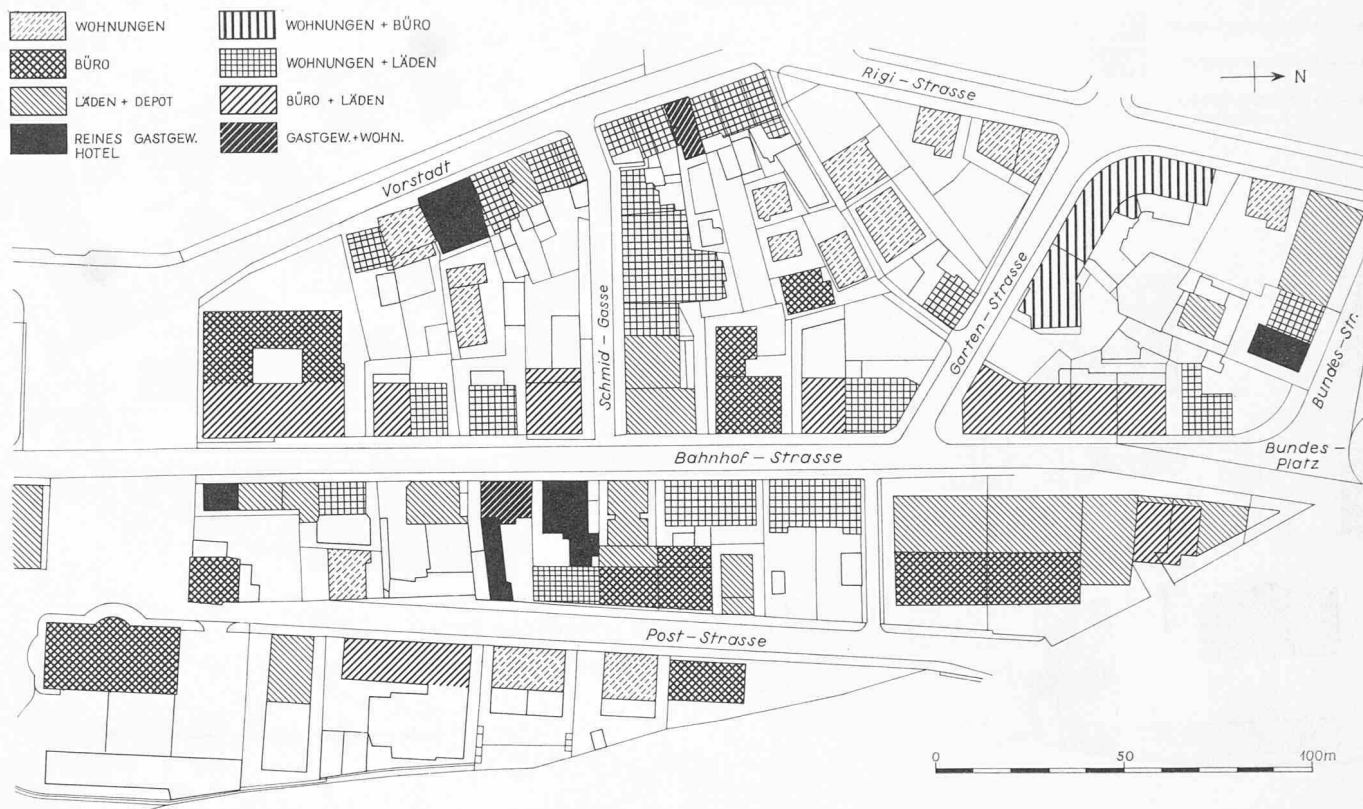 WOHNUNGEN
BÜRO
LÄDEN + DEPOT
REINES GASTGEW.
HOTEL
WOHNUNGEN + BÜRO
WOHNUNGEN + LÄDEN
BÜRO + LÄDEN
GASTGEW.+WOHN.
N
Rigi-Strasse
Vorstadt
Schmid-Gasse
Garten-Strasse
Bundes-Str.
Bahnhof-Strasse
Bundes-
Platz
Post-Strasse
0 50 100m